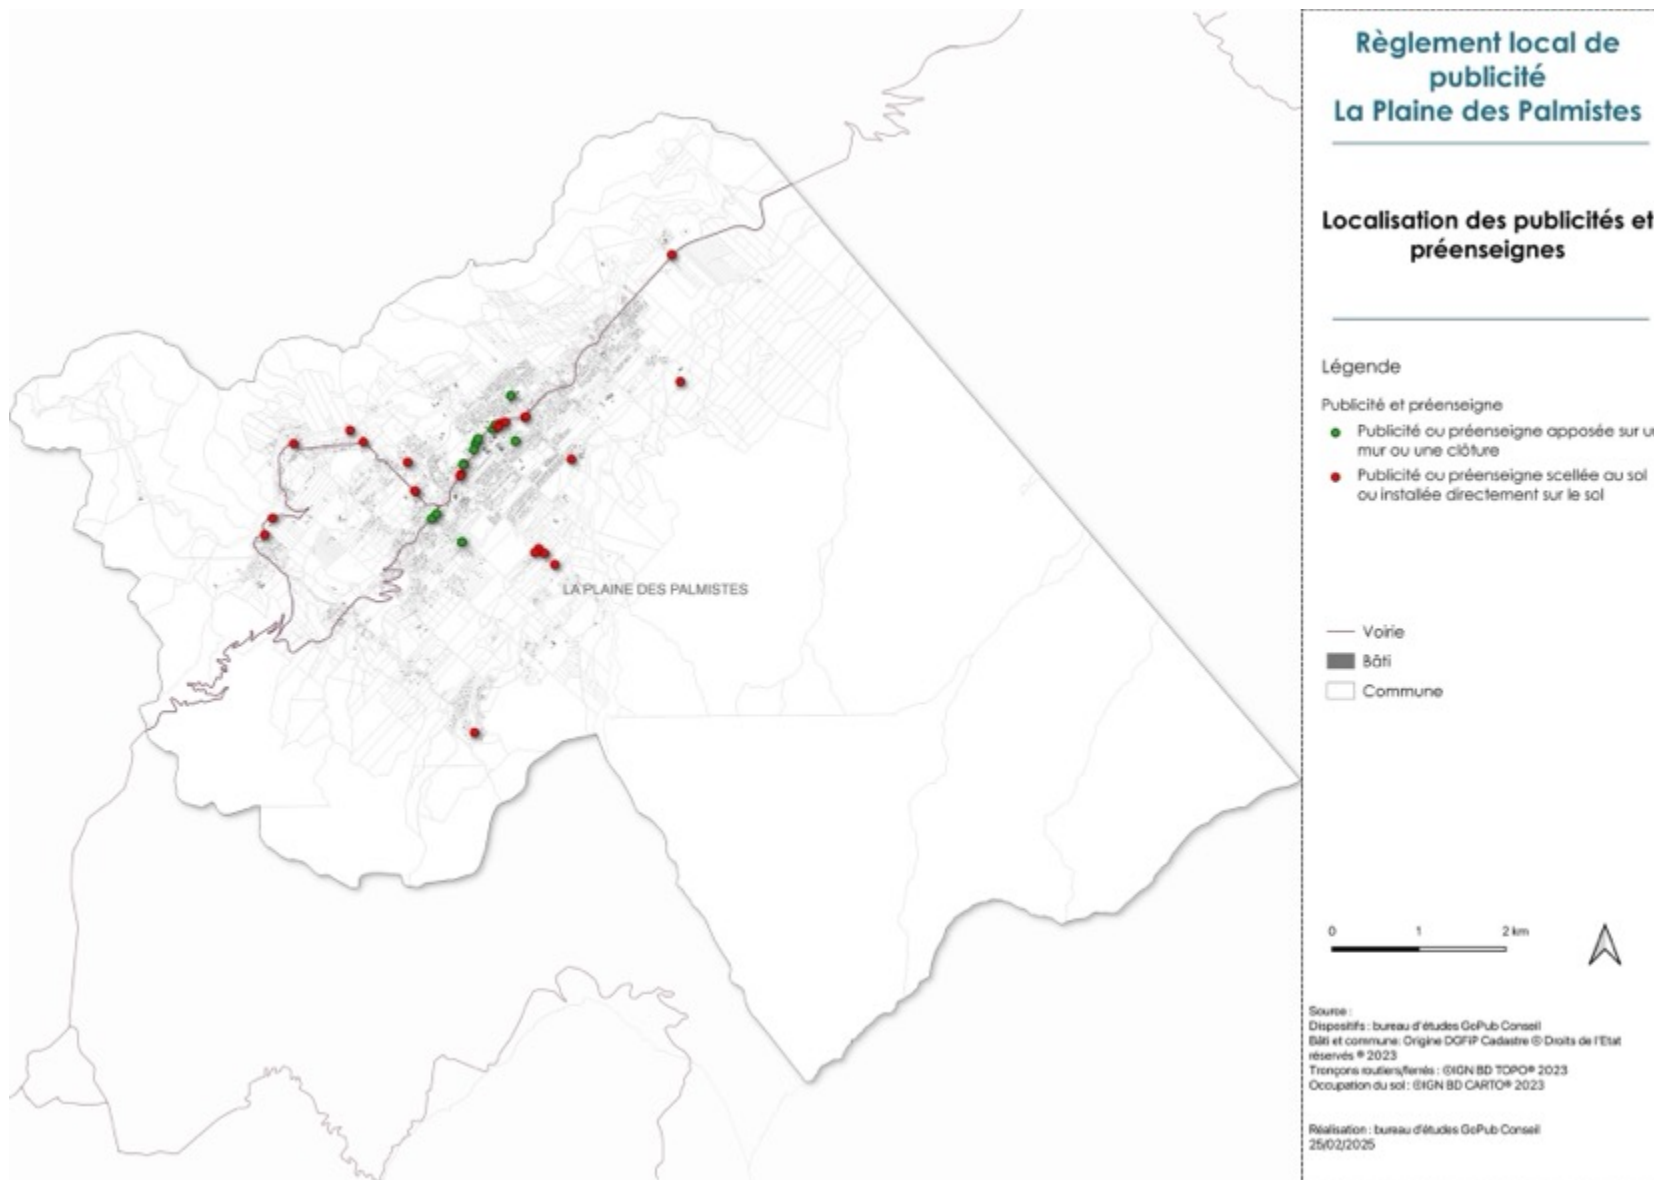 Règlement local de
publicité
La Plaine des Palmistes
Localisation des publicités et
préenseignes
Légende
Publicité et préenseigne
Publicité ou préenseigne apposée sur u
mur ou une clôture
Publicité ou préenseigne scellée au sol
ou installée directement sur le sol
LA PLAINE DES PALMISTES
Voirie
Bâti
Commune
0 1 2 km
Source :
Dispositifs : bureau d'études GoPub Conseil
Bâti et commune: Origine DGFiP Cadastre © Droits de l'Etat
réservés ® 2023
Tronçons routiers/ferrés : ©IGN BD TOPO® 2023
Occupation du sol : ©IGN BD CARTO® 2023
Réalisation : bureau d'études GoPub Conseil
25/02/2025